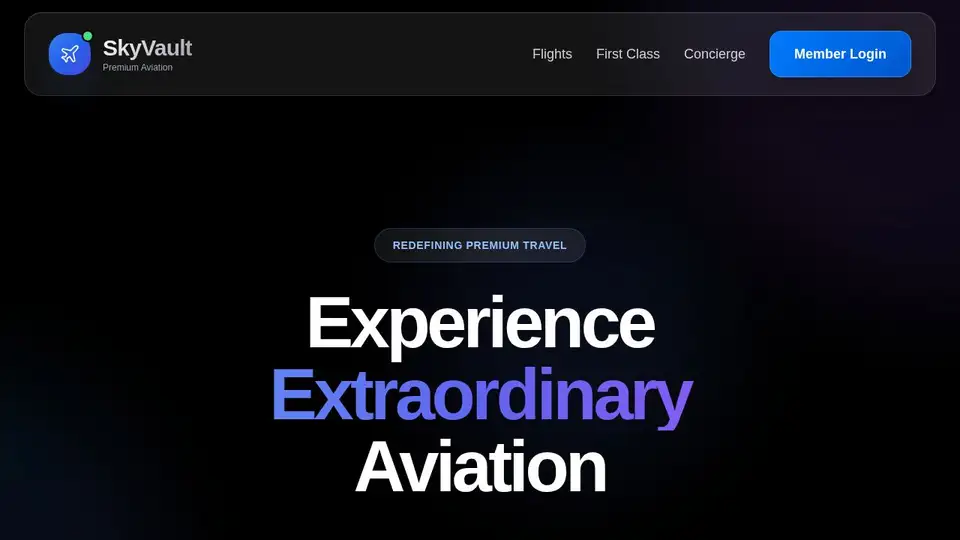 SkyVault
Premium Aviation
Flights
First Class
Concierge
Member Login
REDEFINING PREMIUM TRAVEL
Experience
Extraordinary
Aviation